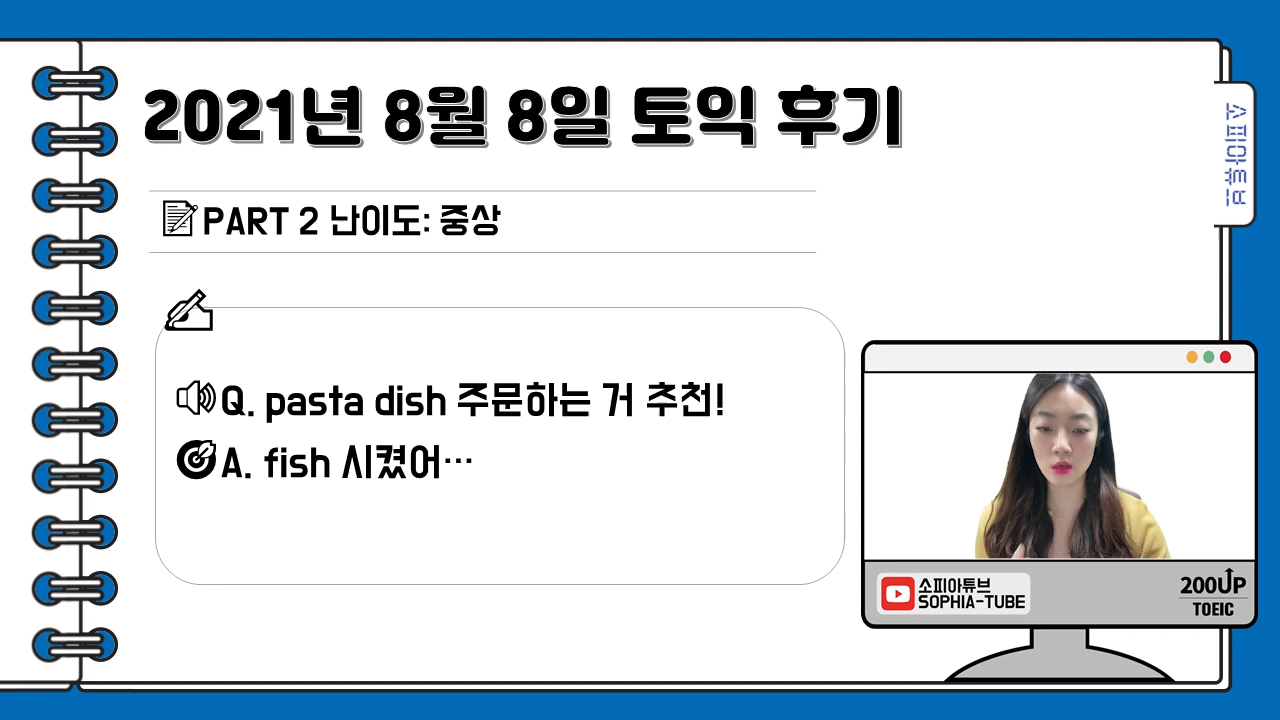 2021년 8월 8일 토익 후기
소피아튜브
PART 2 난이도: 중상
Q. pasta dish 주문하는 거 추천!
A. fish 시켰어…
소피아튜브
SOPHIA-TUBE
200UP
TOEIC